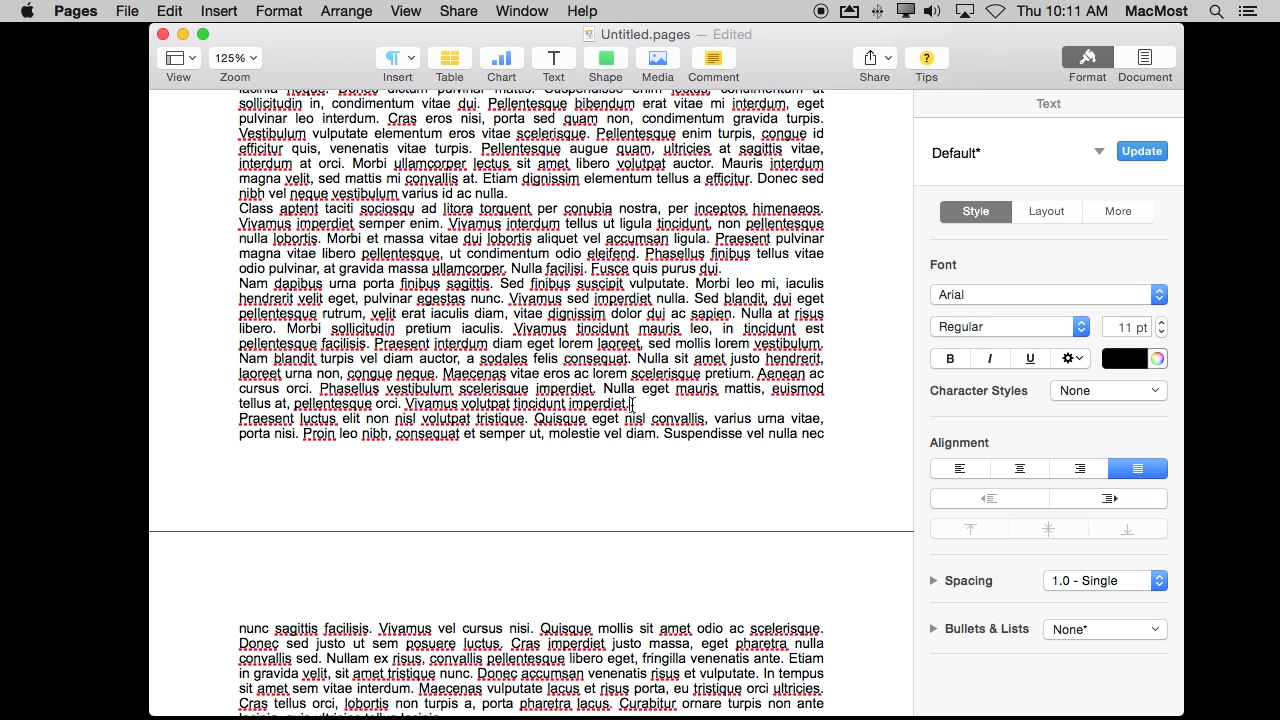 Pages File Edit Insert Format Arrange View Share Window Help Thu 10:11 AM MacMost
Untitled.pages — Edited
125%
View Zoom Insert Table Chart Text Shape Media Comment Share Tips Format Document
lacinia neque. Donec dictum pulvinar mattis. Suspendisse enim lectus, condimentum at
sollicitudin in, condimentum vitae dui. Pellentesque bibendum erat vitae mi interdum, eget
pulvinar leo interdum. Cras eros nisi, porta sed quam non, condimentum gravida turpis.
Vestibulum vulputate elementum eros vitae scelerisque. Pellentesque enim turpis, congue id
efficitur quis, venenatis vitae turpis. Pellentesque augue quam, ultricies at sagittis vitae,
interdum at orci. Morbi ullamcorper lectus sit amet libero volutpat auctor. Mauris interdum
magna velit, sed mattis mi convallis at. Etiam dignissim elementum tellus a efficitur. Donec sed
nibh vel neque vestibulum varius id ac nulla.
Class aptent taciti sociosqu ad litora torquent per conubia nostra, per inceptos himenaeos.
Vivamus imperdiet semper enim. Vivamus interdum tellus ut ligula tincidunt, non pellentesque
nulla lobortis. Morbi et massa vitae dui lobortis aliquet vel accumsan ligula. Praesent pulvinar
magna vitae libero pellentesque, ut condimentum odio eleifend. Phasellus finibus tellus vitae
odio pulvinar, at gravida massa ullamcorper. Nulla facilisi. Fusce quis purus dui.
Nam dapibus urna porta finibus sagittis. Sed finibus suscipit vulputate. Morbi leo mi, iaculis
hendrerit velit eget, pulvinar egestas nunc. Vivamus sed imperdiet nulla. Sed blandit, dui eget
pellentesque rutrum, velit erat iaculis diam, vitae dignissim dolor dui ac sapien. Nulla at risus
libero. Morbi sollicitudin pretium iaculis. Vivamus tincidunt mauris leo, in tincidunt est
pellentesque facilisis. Praesent interdum diam eget lorem laoreet, sed mollis lorem vestibulum.
Nam blandit turpis vel diam auctor, a sodales felis consequat. Nulla sit amet justo hendrerit,
laoreet urna non, congue neque. Maecenas vitae eros ac lorem scelerisque pretium. Aenean ac
cursus orci. Phasellus vestibulum scelerisque imperdiet. Nulla eget mauris mattis, euismod
tellus at, pellentesque orci. Vivamus volutpat tincidunt imperdiet.
Praesent luctus elit non nisl volutpat tristique. Quisque eget nisl convallis, varius urna vitae,
porta nisi. Proin leo nibh, consequat et semper ut, molestie vel diam. Suspendisse vel nulla nec
nunc sagittis facilisis. Vivamus vel cursus nisi. Quisque mollis sit amet odio ac scelerisque.
Donec sed justo ut sem posuere luctus. Cras imperdiet justo massa, eget pharetra nulla
convallis sed. Nullam ex risus, convallis pellentesque libero eget, fringilla venenatis ante. Etiam
in gravida velit, sit amet tristique nunc. Donec accumsan venenatis risus et vulputate. In tempus
sit amet sem vitae interdum. Maecenas vulputate lacus et risus porta, eu tristique orci ultricies.
Cras tellus orci, lobortis non turpis a, porta pharetra lacus. Curabitur ornare turpis non ante
Text
Default*
Update
Style Layout More
Font
Arial
Regular 11 pt
B I U
Character Styles None
Alignment
Spacing 1.0 - Single
Bullets & Lists None*